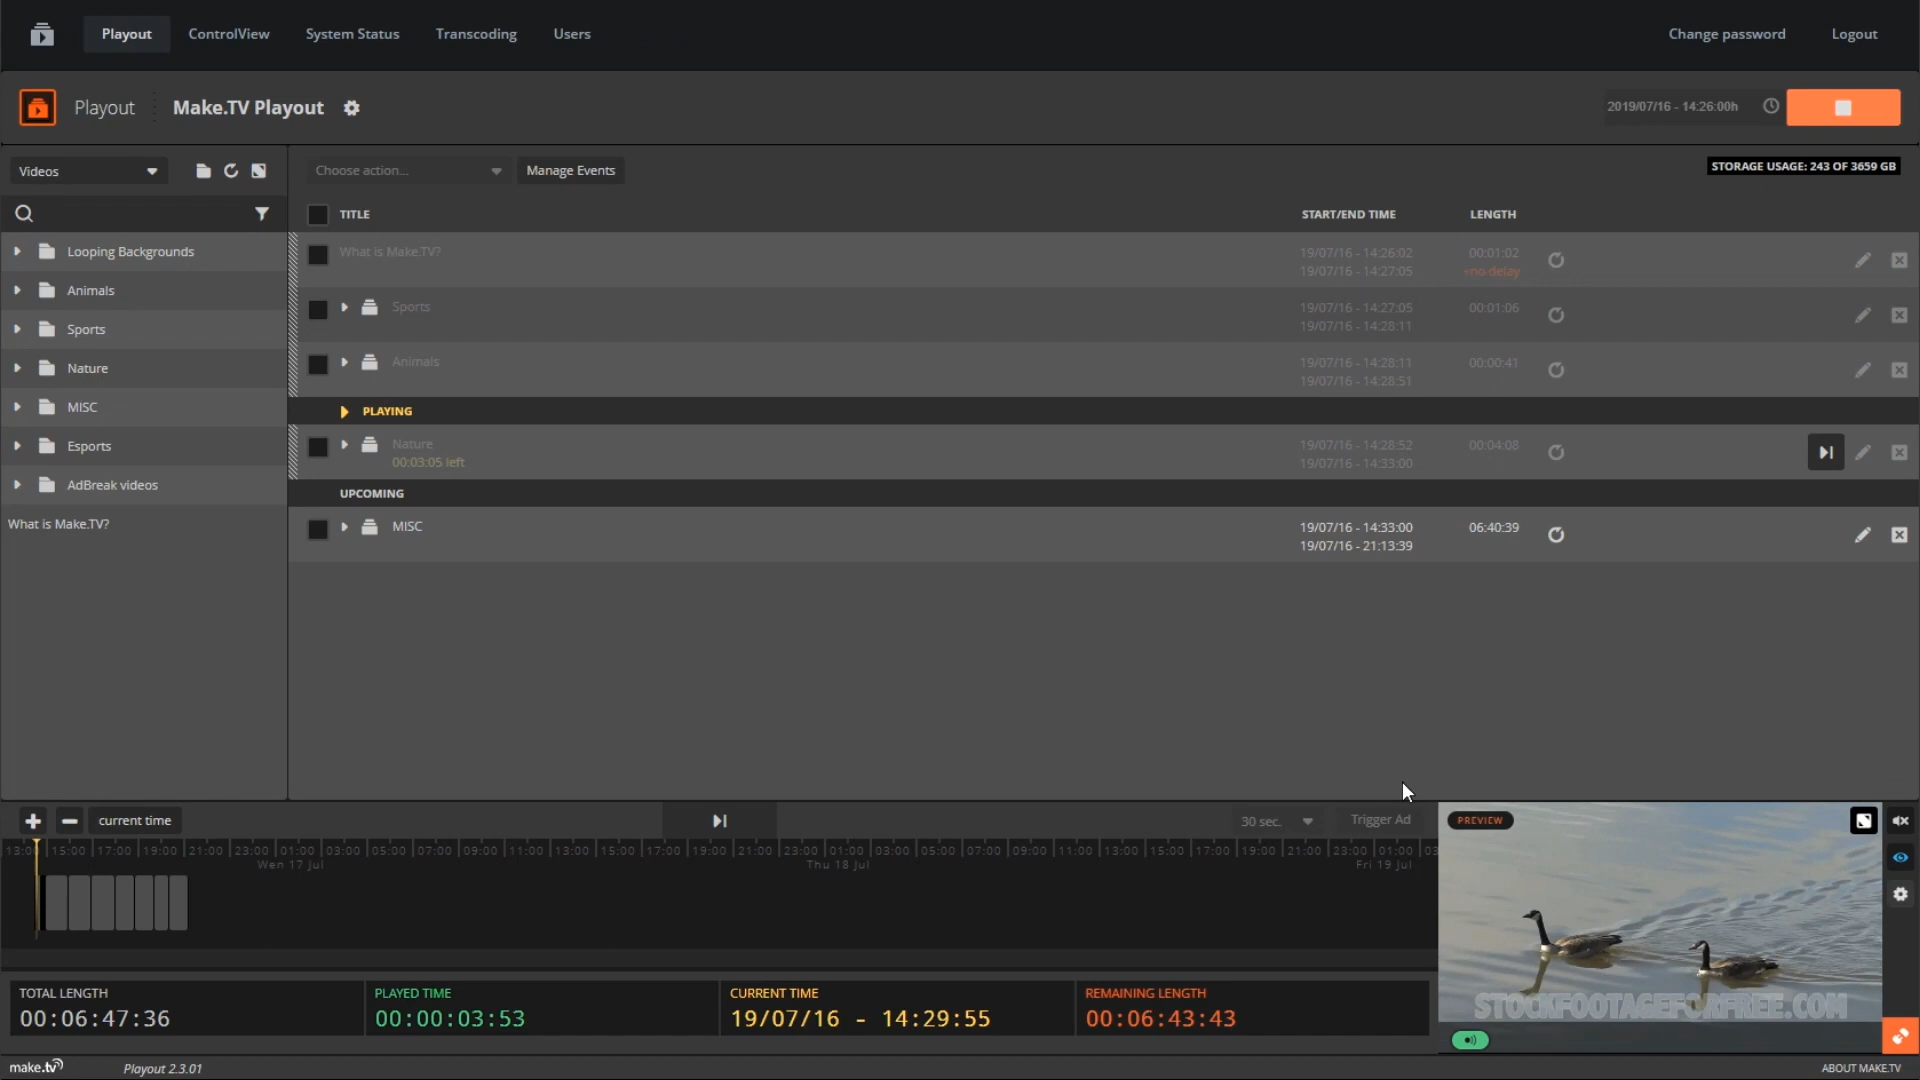 Playout ControlView System Status Transcoding Users Change password Logout
Playout Make.TV Playout 2019/07/16 - 14:26:00h
Videos Choose action... Manage Events STORAGE USAGE: 243 OF 3659 GB
TITLE START/END TIME LENGTH
Looping Backgrounds
Animals
Sports
Nature
MISC
Esports
AdBreak videos
What is Make.TV?
What is Make.TV? 19/07/16 - 14:26:02 00:01:02
19/07/16 - 14:27:05 +no delay
Sports 19/07/16 - 14:27:05 00:01:06
19/07/16 - 14:28:11
Animals 19/07/16 - 14:28:11 00:00:41
19/07/16 - 14:28:51
PLAYING
Nature 19/07/16 - 14:28:52 00:04:08
00:03:05 left 19/07/16 - 14:33:00
UPCOMING
MISC 19/07/16 - 14:33:00 06:40:39
19/07/16 - 21:13:39
current time 30 sec. Trigger Ad PREVIEW
13:0 15:00 17:00 19:00 21:00 23:00 01:00 03:00 05:00 07:00 09:00 11:00 13:00 15:00 17:00 19:00 21:00 23:00 01:00 03:00 05:00 07:00 09:00 11:00 13:00 15:00 17:00 19:00 21:00 23:00 01:00 03
Wen 17 Jul Thu 18 Jul Fri 19 Jul
TOTAL LENGTH PLAYED TIME CURRENT TIME REMAINING LENGTH
00:06:47:36 00:00:03:53 19/07/16 - 14:29:55 00:06:43:43
STOCKFOOTAGEFORFREE.COM
make.tv Playout 2.3.01 ABOUT MAKE.TV